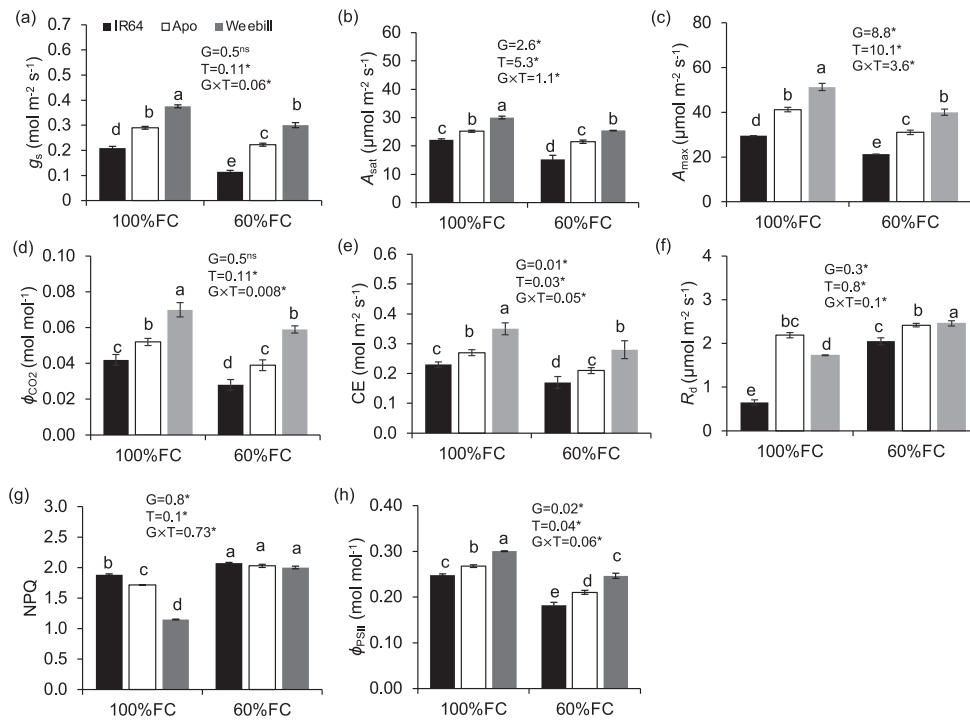 (a)
IR64 Apo Weebill
G=0.5ns
T=0.11*
G×T=0.06*
gs (mol m-2 s-1)
0.7
0.6
0.5
0.4
0.3
0.2
0.1
0
d b a e c b
100%FC 60%FC
(b)
G=2.6*
T=5.3*
G×T=1.1*
Asat (μmol m-2 s-1)
60
50
40
30
20
10
0
c b a d c b
100%FC 60%FC
(c)
G=8.8*
T=10.1*
G×T=3.6*
Amax (μmol m-2 s-1)
80
60
40
20
0
d b a e c b
100%FC 60%FC
(d)
G=0.5ns
T=0.11*
G×T=0.008*
ϕCO2 (mol mol-1)
0.10
0.08
0.06
0.04
0.02
0.00
c b a d c b
100%FC 60%FC
(e)
G=0.01*
T=0.03*
G×T=0.05*
CE (mol m-2 s-1)
0.6
0.5
0.4
0.3
0.2
0.1
0.0
c b a d c b
100%FC 60%FC
(f)
G=0.3*
T=0.8*
G×T=0.1*
Rd (μmol m-2 s-1)
4
3
2
1
0
e bc d c b a
100%FC 60%FC
(g)
G=0.8*
T=0.1*
G×T=0.73*
NPQ
3.0
2.5
2.0
1.5
1.0
0.5
0.0
b c d a a a
100%FC 60%FC
(h)
G=0.02*
T=0.04*
G×T=0.06*
ϕPSII (mol mol-1)
0.40
0.30
0.20
0.10
0.00
c b a e d c
100%FC 60%FC